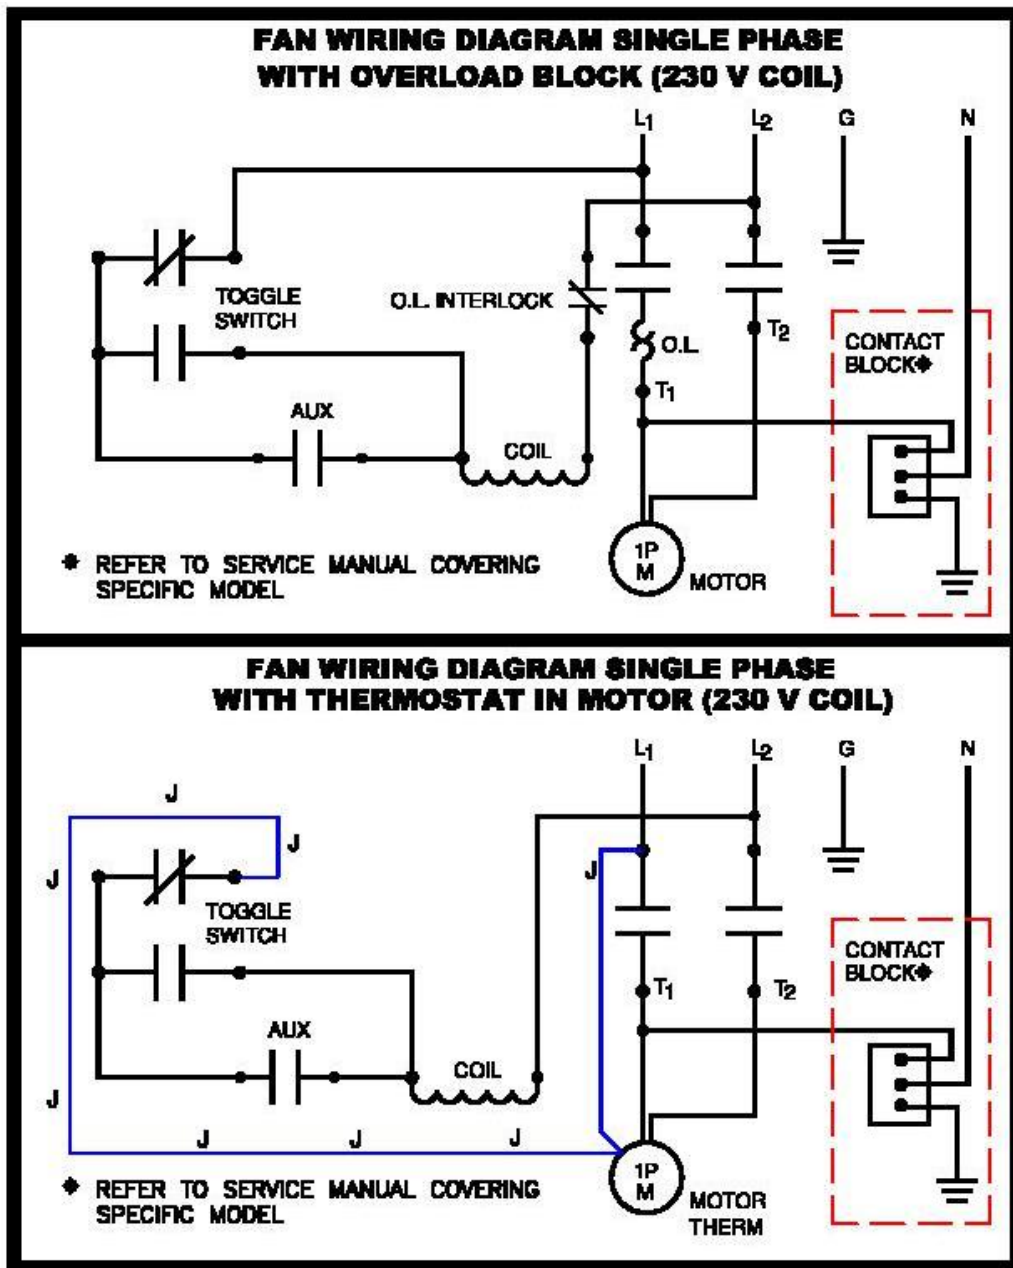 FAN WIRING DIAGRAM SINGLE PHASE
WITH OVERLOAD BLOCK (230 V COIL)
L1
L2
G
N
TOGGLE
SWITCH
O.L. INTERLOCK
O.L.
T2
CONTACT
BLOCK*
T1
AUX
COIL
1P
M
MOTOR
* REFER TO SERVICE MANUAL COVERING
SPECIFIC MODEL
FAN WIRING DIAGRAM SINGLE PHASE
WITH THERMOSTAT IN MOTOR (230 V COIL)
L1
L2
G
N
J
J
J
J
TOGGLE
SWITCH
CONTACT
BLOCK*
T1
T2
AUX
COIL
J
J
J
J
1P
M
MOTOR
THERM
* REFER TO SERVICE MANUAL COVERING
SPECIFIC MODEL